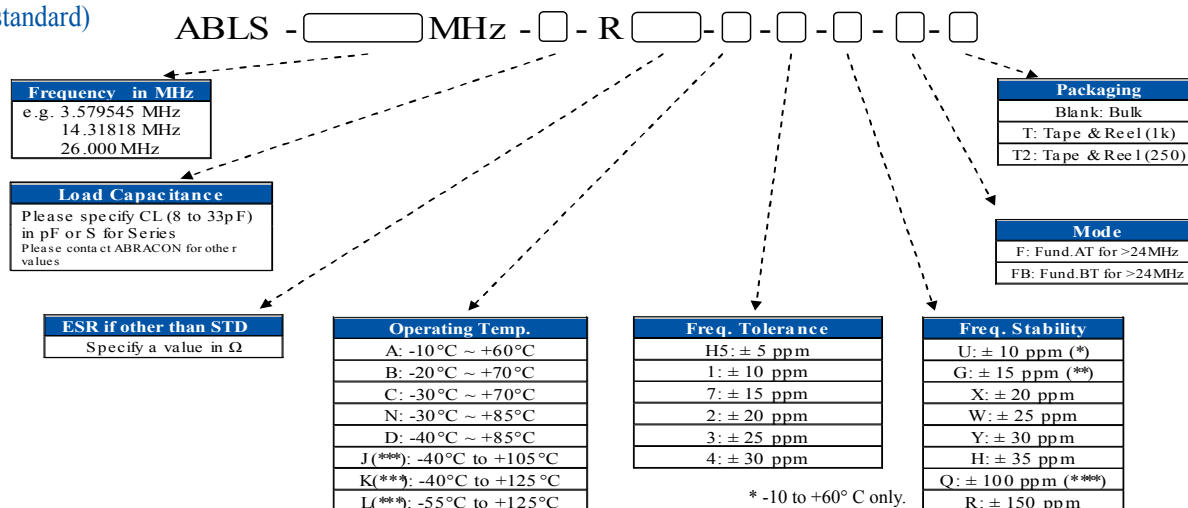 standard)
ABLS - MHz - - R - - - - -
Frequency in MHz
e.g. 3.579545 MHz
14.31818 MHz
26.000 MHz
Load Capacitance
Please specify CL (8 to 33pF)
in pF or S for Series
Please contact ABRACON for other
values
ESR if other than STD
Specify a value in Ω
Operating Temp.
A: -10°C ~ +60°C
B: -20°C ~ +70°C
C: -30°C ~ +70°C
N: -30°C ~ +85°C
D: -40°C ~ +85°C
J(***): -40°C to +105°C
K(***): -40°C to +125°C
L(***): -55°C to +125°C
Freq. Tolerance
H5: ± 5 ppm
1: ± 10 ppm
7: ± 15 ppm
2: ± 20 ppm
3: ± 25 ppm
4: ± 30 ppm
* -10 to +60° C only.
Freq. Stability
U: ± 10 ppm (*)
G: ± 15 ppm (**)
X: ± 20 ppm
W: ± 25 ppm
Y: ± 30 ppm
H: ± 35 ppm
Q: ± 100 ppm (****)
R: ± 150 ppm
Mode
F: Fund.AT for >24MHz
FB: Fund.BT for >24MHz
Packaging
Blank: Bulk
T: Tape & Reel (1k)
T2: Tape & Reel (250)